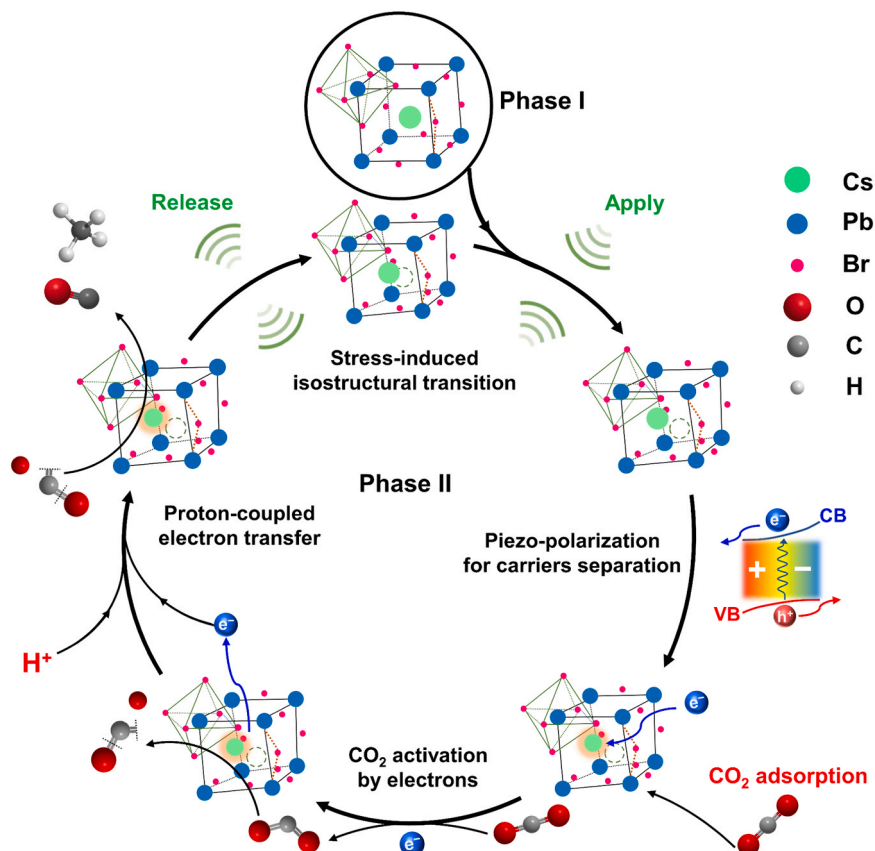 Phase I
Release
Apply
Cs
Pb
Br
O
C
H
Stress-induced
isostructural transition
Phase II
Proton-coupled
electron transfer
Piezo-polarization
for carriers separation
e⁻
CB
+
−
VB
h⁺
e⁻
H⁺
e⁻
CO₂ activation
by electrons
CO₂ adsorption
e⁻